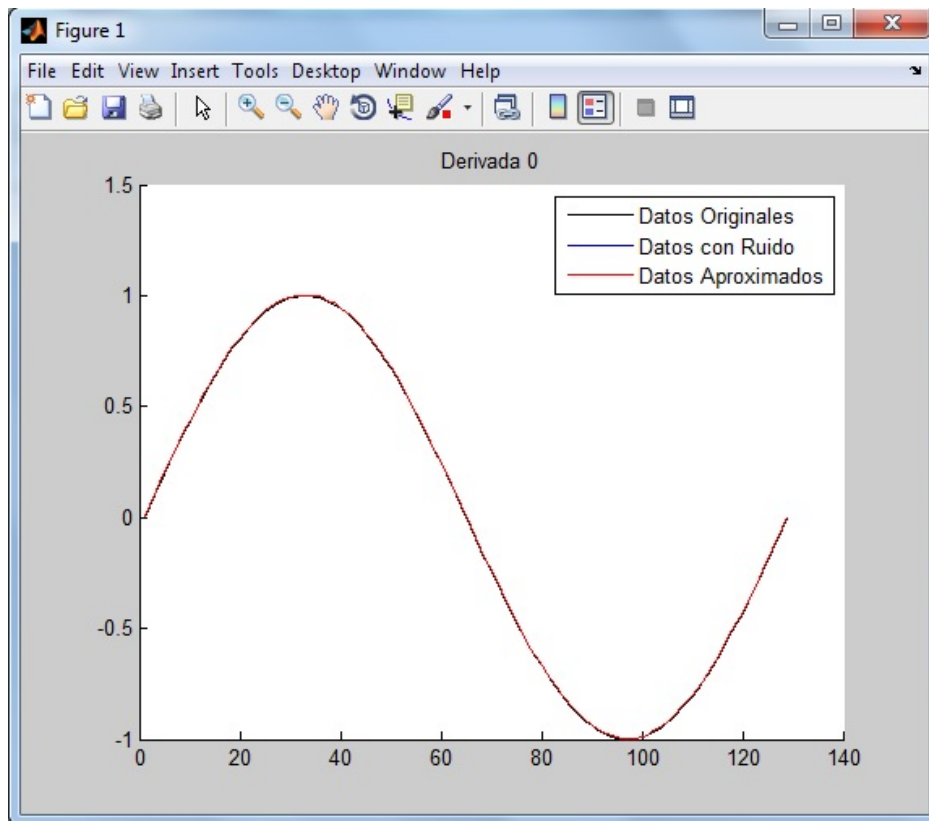 Figure 1
File Edit View Insert Tools Desktop Window Help
Derivada 0
1.5
1
0.5
0
-0.5
-1
0 20 40 60 80 100 120 140
Datos Originales
Datos con Ruido
Datos Aproximados